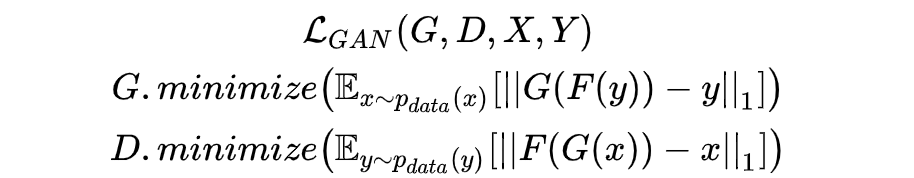 ℒ_{GAN}(G, D, X, Y)
G.minimize(𝔼_{x∼p_{data}(x)}[||G(F(y)) − y||_1])
D.minimize(𝔼_{y∼p_{data}(y)}[||F(G(x)) − x||_1])